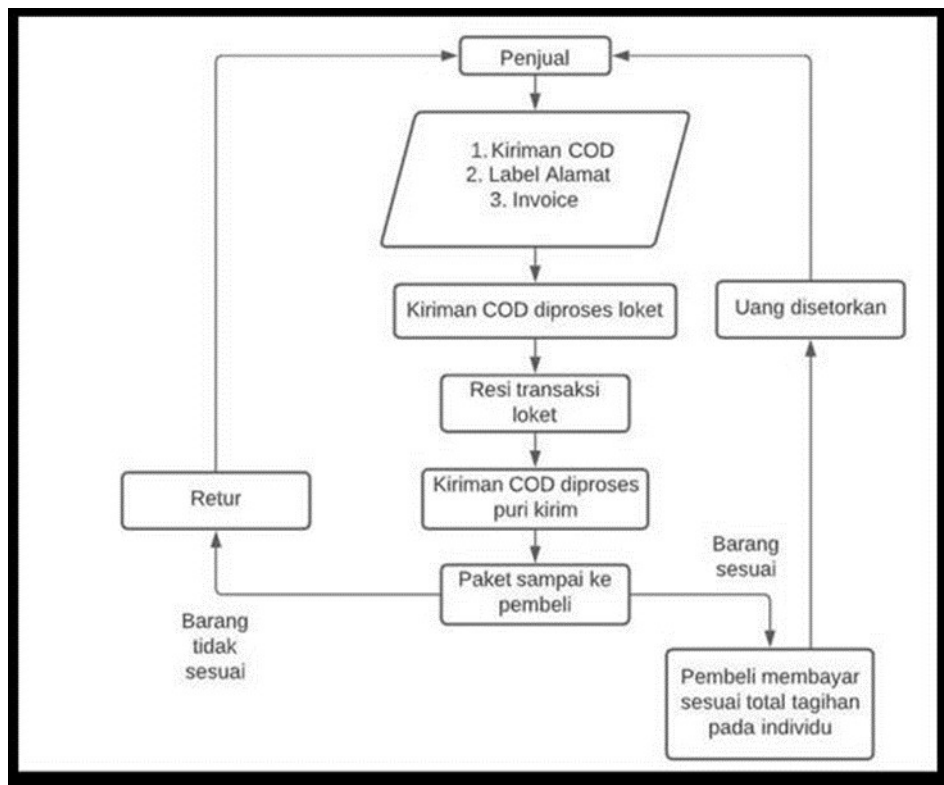 Penjual
1. Kiriman COD
2. Label Alamat
3. Invoice
Kiriman COD diproses loket
Uang disetorkan
Resi transaksi
loket
Kiriman COD diproses
puri kirim
Retur
Barang
sesuai
Paket sampai ke
pembeli
Barang
tidak
sesuai
Pembeli membayar
sesuai total tagihan
pada individu